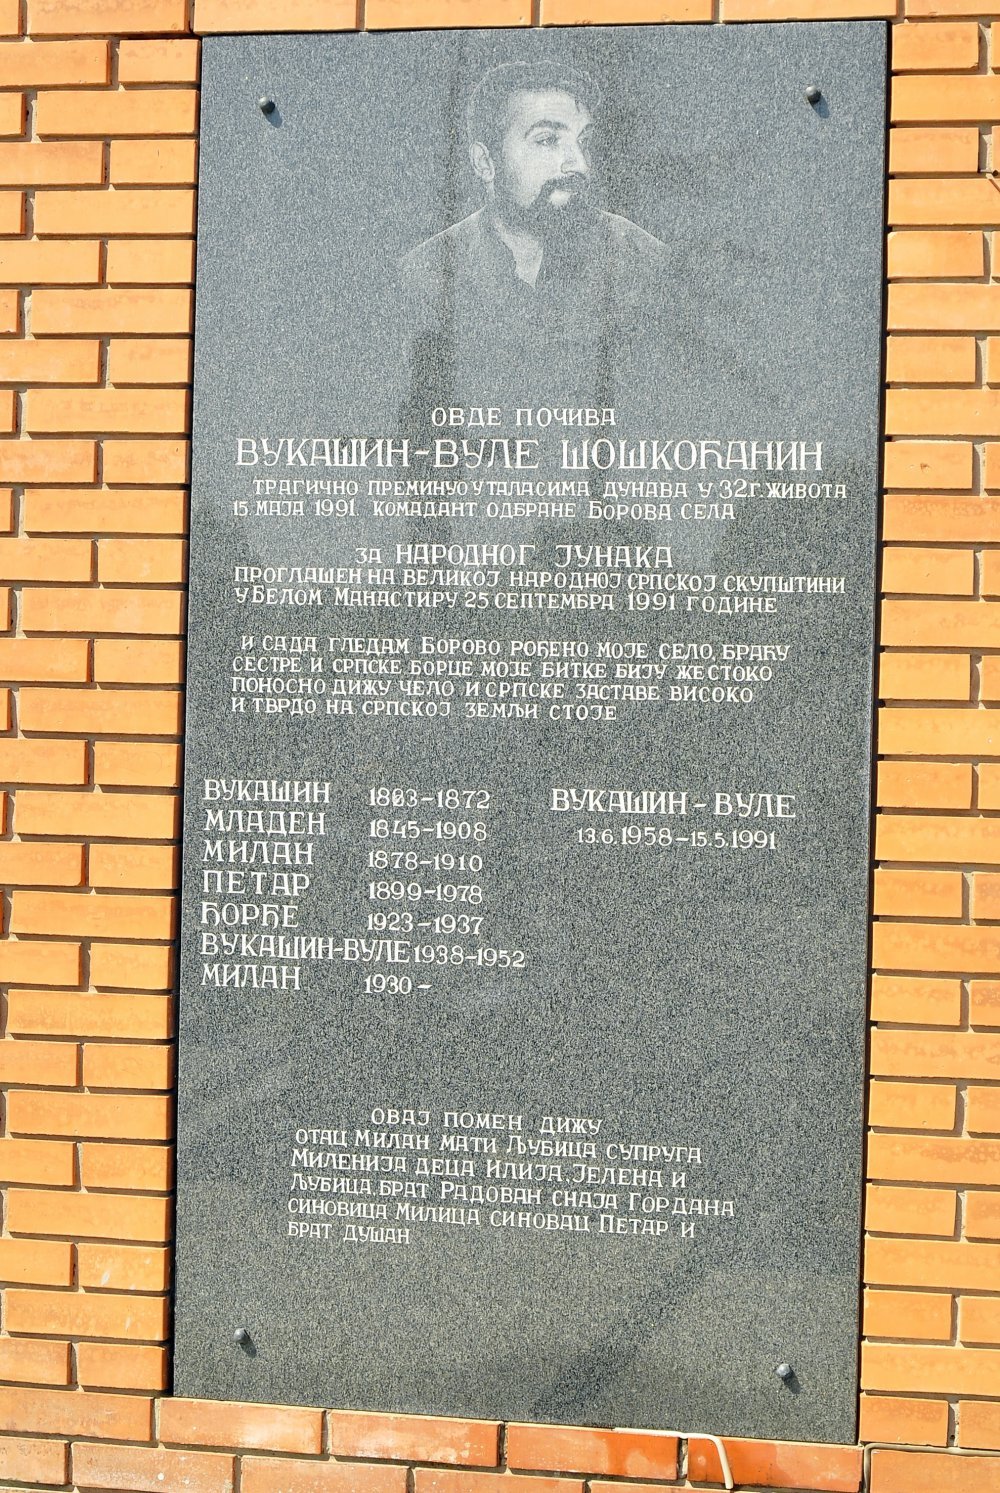 ОВДЕ ПОЧИВА
ВУКАШИН-ВУЛЕ ШОШКОЋАНИН
ТРАГИЧНО ПРЕМИНУО У ТАЛАСИМА ДУНАВА У 32Г. ЖИВОТА
15.МАЈА 1991. КОМАДАНТ ОДБРАНЕ БОРОВА СЕЛА
ЗА НАРОДНОГ ЈУНАКА
ПРОГЛАШЕН НА ВЕЛИКОЈ НАРОДНОЈ СРПСКОЈ СКУПШТИНИ
У БЕЛОМ МАНАСТИРУ 25 СЕПТЕМБРА 1991 ГОДИНЕ
И САДА ГЛЕДАМ БОРОВО РОЂЕНО МОЈЕ СЕЛО, БРАЋУ
СЕСТРЕ И СРПСКЕ БОРЦЕ МОЈЕ БИТКЕ БИЈУ ЖЕСТОКО
ПОНОСНО ДИЖУ ЧЕЛО И СРПСКЕ ЗАСТАВЕ ВИСОКО
И ТВРДО НА СРПСКОЈ ЗЕМЉИ СТОЈЕ
ВУКАШИН 1803-1872
МЛАДЕН 1845-1908
МИЛАН 1878-1910
ПЕТАР 1899-1978
ЂОРЂЕ 1923-1937
ВУКАШИН-ВУЛЕ 1938-1952
МИЛАН 1930-
ВУКАШИН - ВУЛЕ
13.6.1958-15.5.1991
ОВАЈ ПОМЕН ДИЖУ
ОТАЦ МИЛАН МАТИ ЉУБИЦА СУПРУГА
МИЛЕНИЈА ДЕЦА ИЛИЈА, ЈЕЛЕНА И
ЉУБИЦА, БРАТ РАДОВАН СНАЈА ГОРДАНА
СИНОВИЦА МИЛИЦА СИНОВАЦ ПЕТАР И
БРАТ ДУШАН